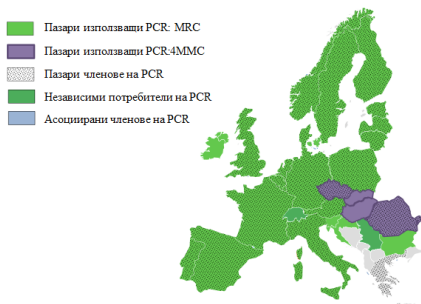 Пазари използващи PCR: MRC
Пазари използващи PCR:4MMC
Пазари членове на PCR
Независими потребители на PCR
Асоциирани членове на PCR